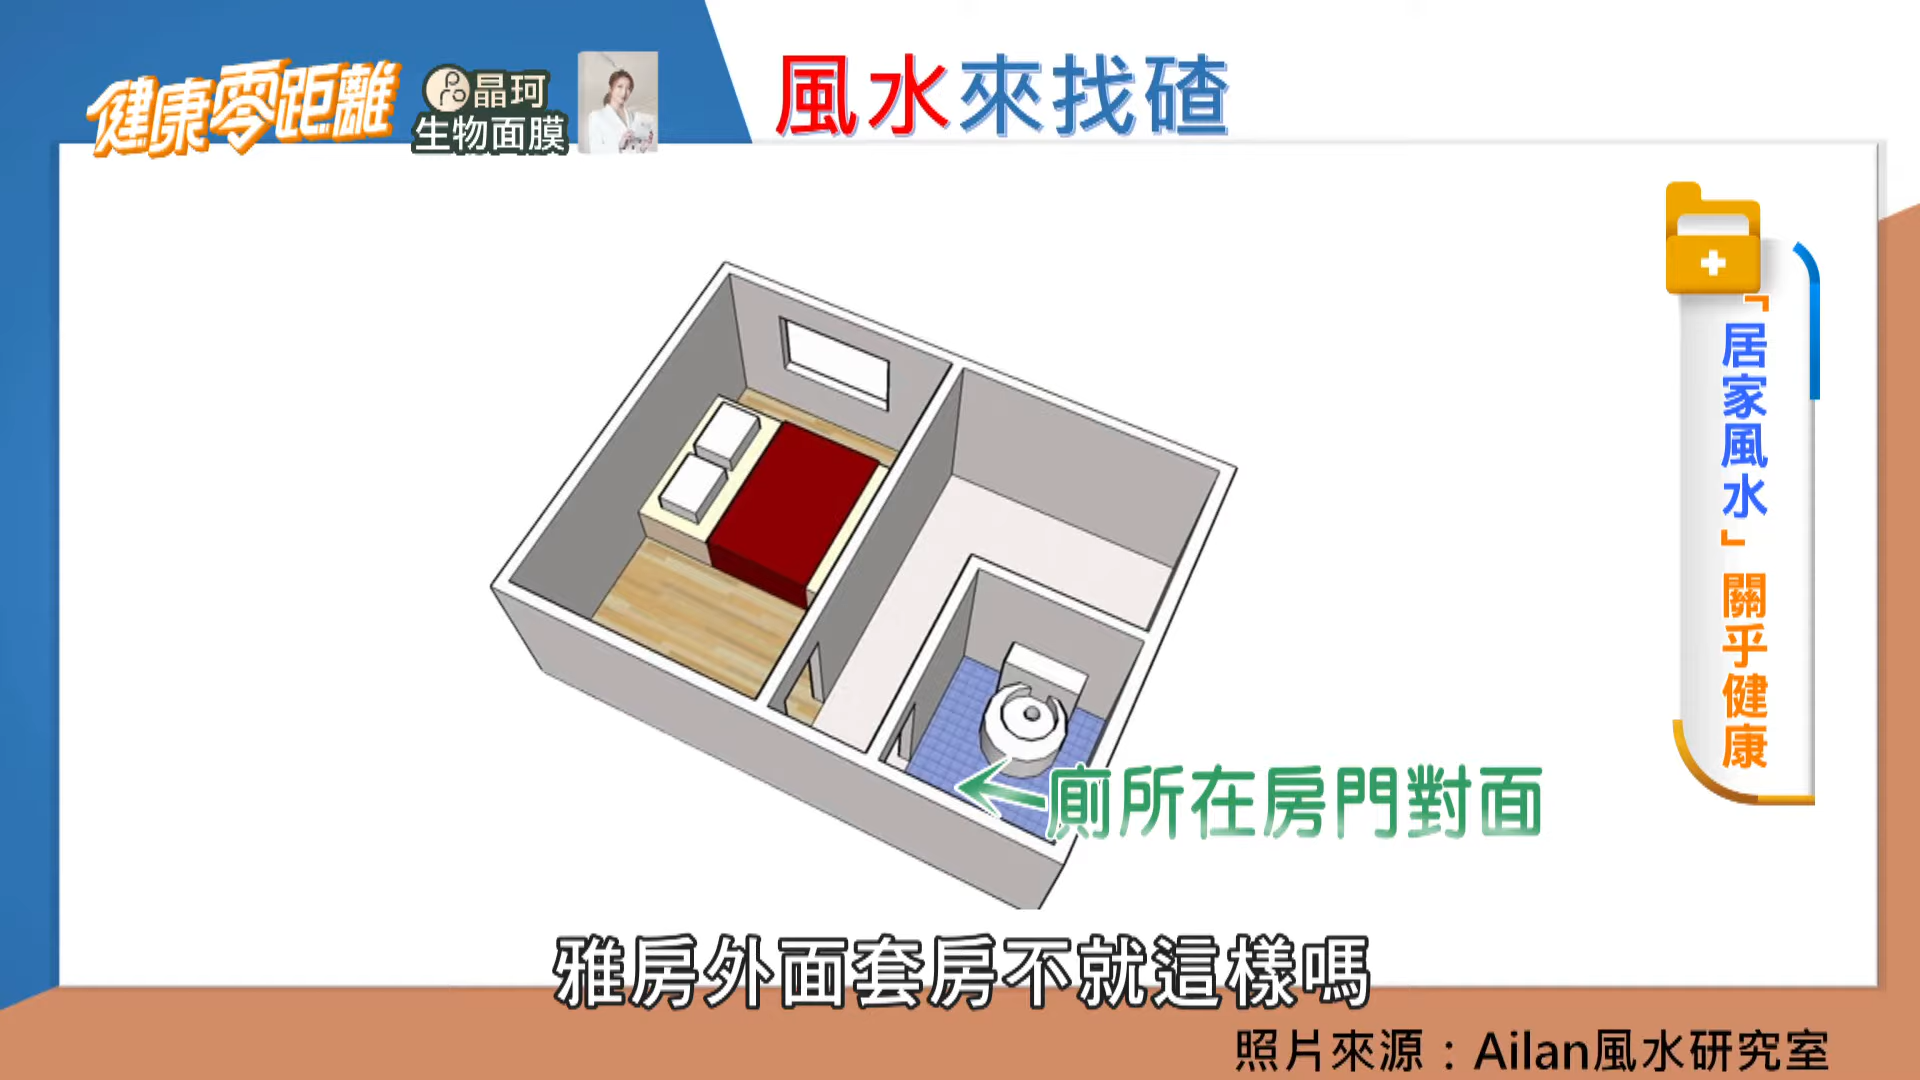 健康零距離
晶珂
生物面膜
風水來找碴
「居家風水」關乎健康
廁所在房門對面
雅房外面套房不就這樣嗎
照片來源：Ailan風水研究室